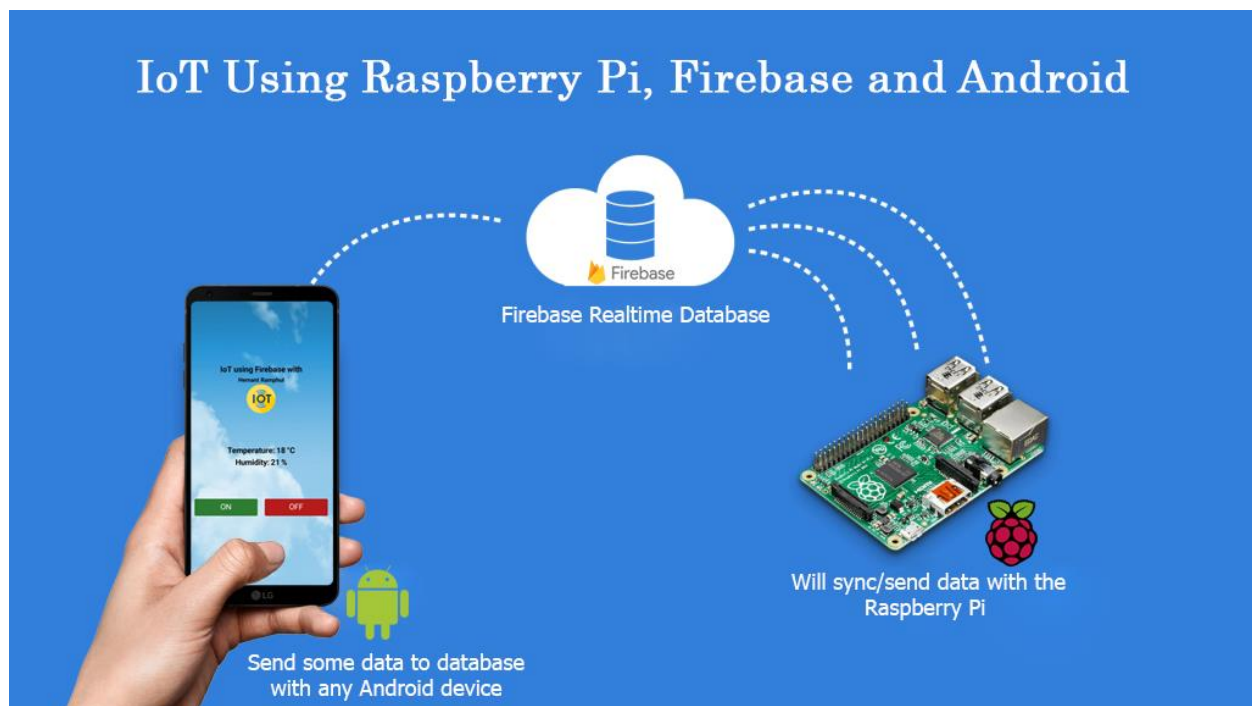 IoT Using Raspberry Pi, Firebase and Android
Firebase
Firebase Realtime Database
IoT using Firebase with
Hemant Ramphul
IOT
Temperature: 18 °C
Humidity: 21 %
ON OFF
LG
Will sync/send data with the
Raspberry Pi
Send some data to database
with any Android device